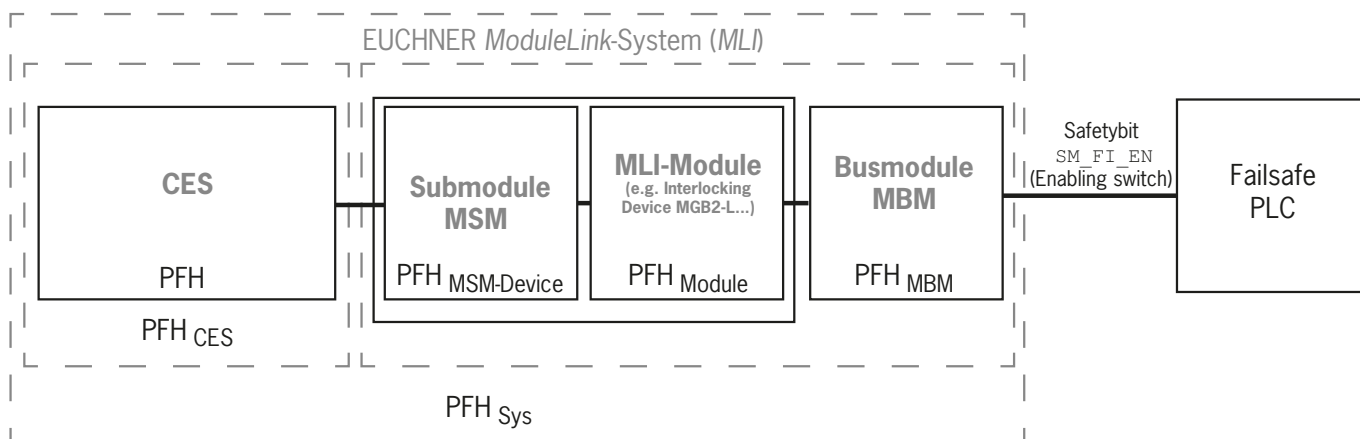 EUCHNER ModuleLink-System (MLI)
CES
PFH
PFH CES
Submodule
MSM
PFH MSM-Device
MLI-Module
(e.g. Interlocking
Device MGB2-L...)
PFH Module
Busmodule
MBM
PFH MBM
PFH Sys
Safetybit
SM_FI_EN
(Enabling switch)
Failsafe
PLC